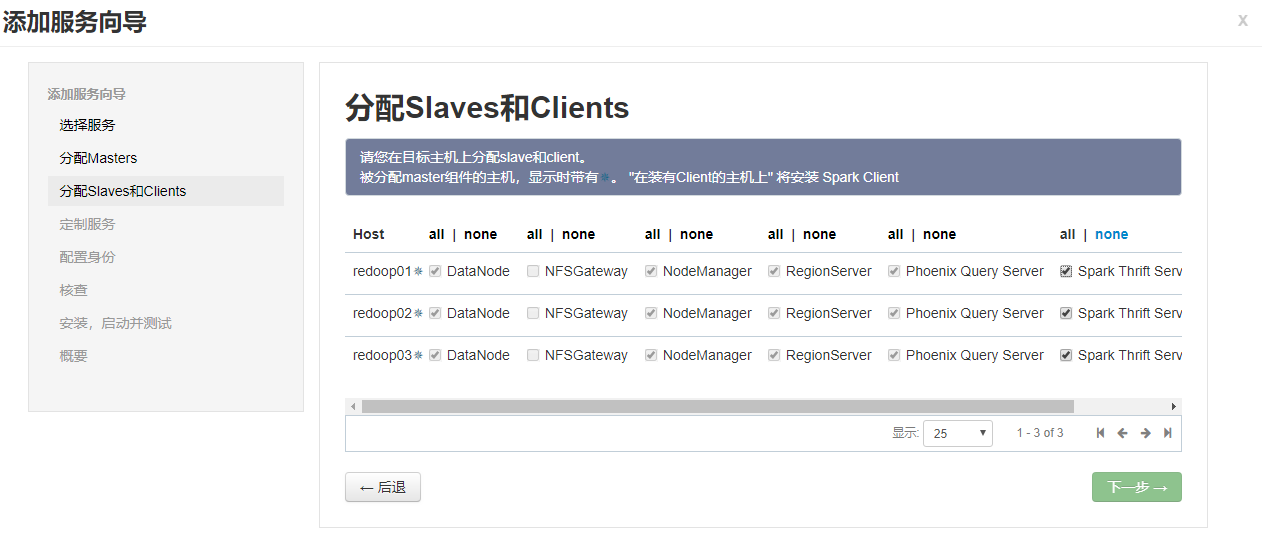 添加服务向导
X
添加服务向导
选择服务
分配Masters
分配Slaves和Clients
定制服务
配置身份
核查
安装，启动并测试
概要
分配Slaves和Clients
请您在目标主机上分配slave和client。
被分配master组件的主机，显示时带有✵。 "在装有Client的主机上" 将安装 Spark Client
Host all | none all | none all | none all | none all | none all | none
redoop01✵ DataNode NFSGateway NodeManager RegionServer Phoenix Query Server Spark Thrift Serv
redoop02✵ DataNode NFSGateway NodeManager RegionServer Phoenix Query Server Spark Thrift Serv
redoop03✵ DataNode NFSGateway NodeManager RegionServer Phoenix Query Server Spark Thrift Serv
显示: 25 1 - 3 of 3
← 后退
下一步 →